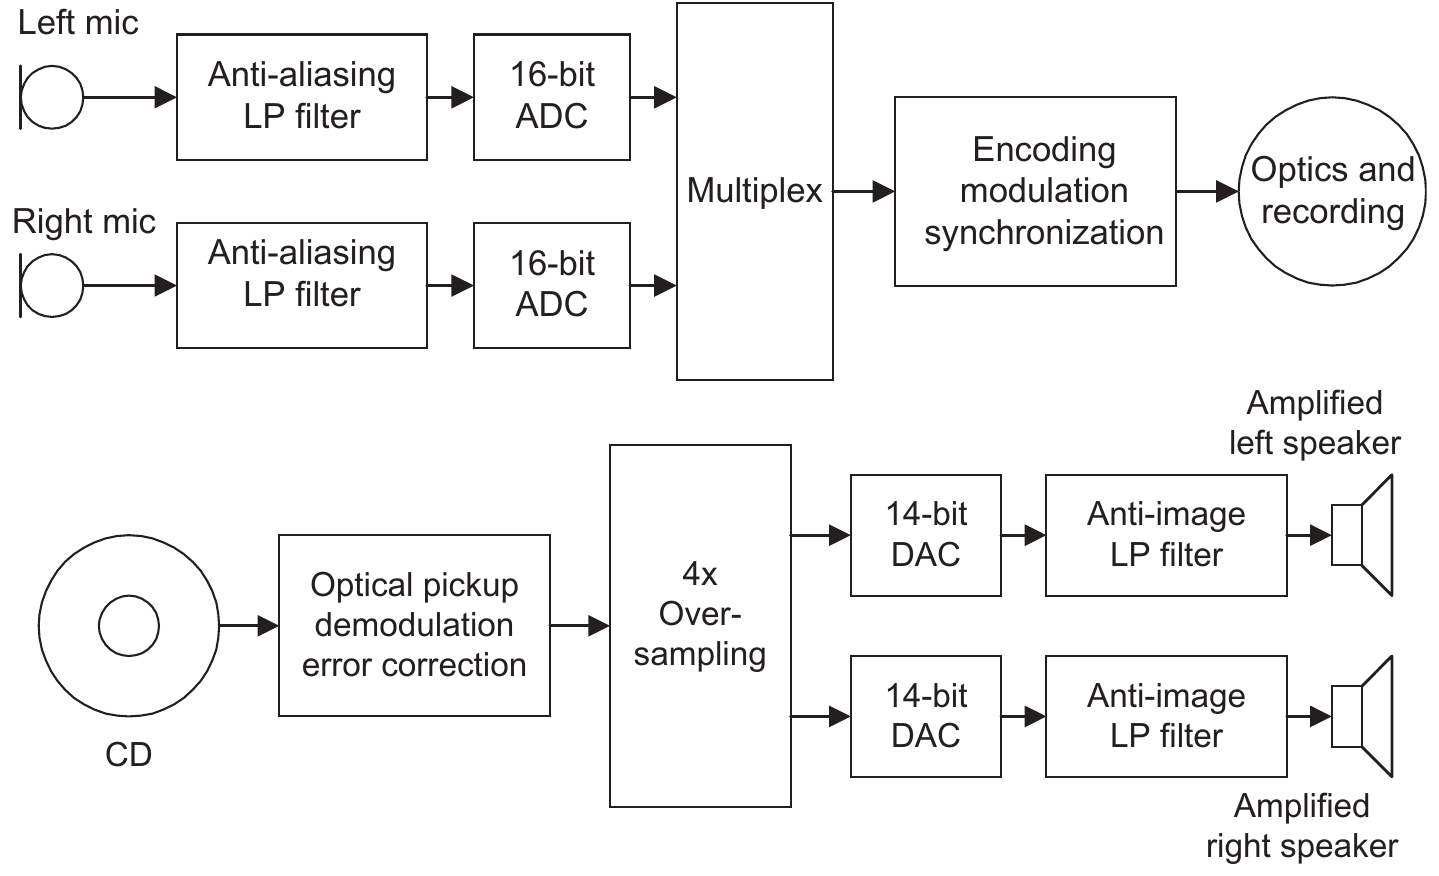 Left mic
Anti-aliasing
LP filter
16-bit
ADC
Right mic
Anti-aliasing
LP filter
16-bit
ADC
Multiplex
Encoding
modulation
synchronization
Optics and
recording
CD
Optical pickup
demodulation
error correction
4x
Over-
sampling
14-bit
DAC
Anti-image
LP filter
Amplified
left speaker
14-bit
DAC
Anti-image
LP filter
Amplified
right speaker